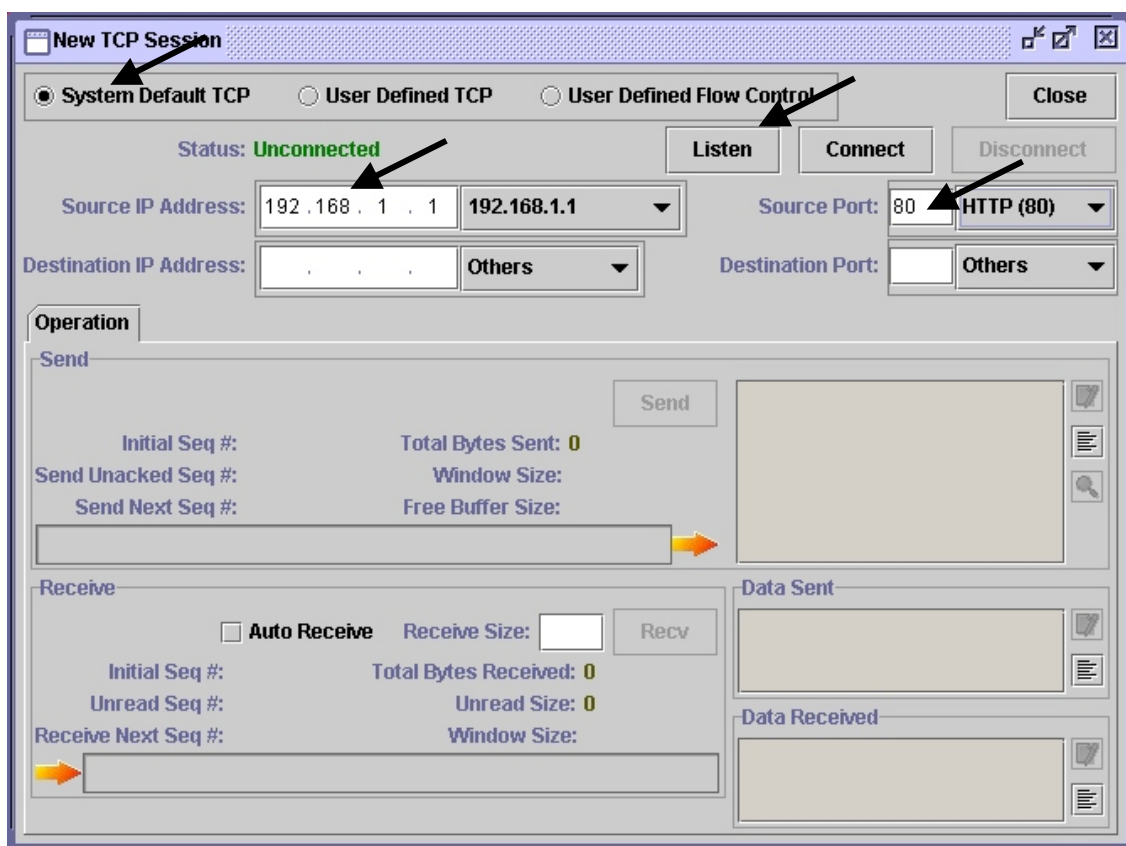 New TCP Session
System Default TCP User Defined TCP User Defined Flow Control Close
Status: Unconnected Listen Connect Disconnect
Source IP Address: 192 . 168 . 1 . 1 192.168.1.1 Source Port: 80 HTTP (80)
Destination IP Address: . . . Others Destination Port: Others
Operation
Send
Send
Initial Seq #: Total Bytes Sent: 0
Send Unacked Seq #: Window Size:
Send Next Seq #: Free Buffer Size:
Receive
Auto Receive Receive Size: Recv
Initial Seq #: Total Bytes Received: 0
Unread Seq #: Unread Size: 0
Receive Next Seq #: Window Size:
Data Sent
Data Received